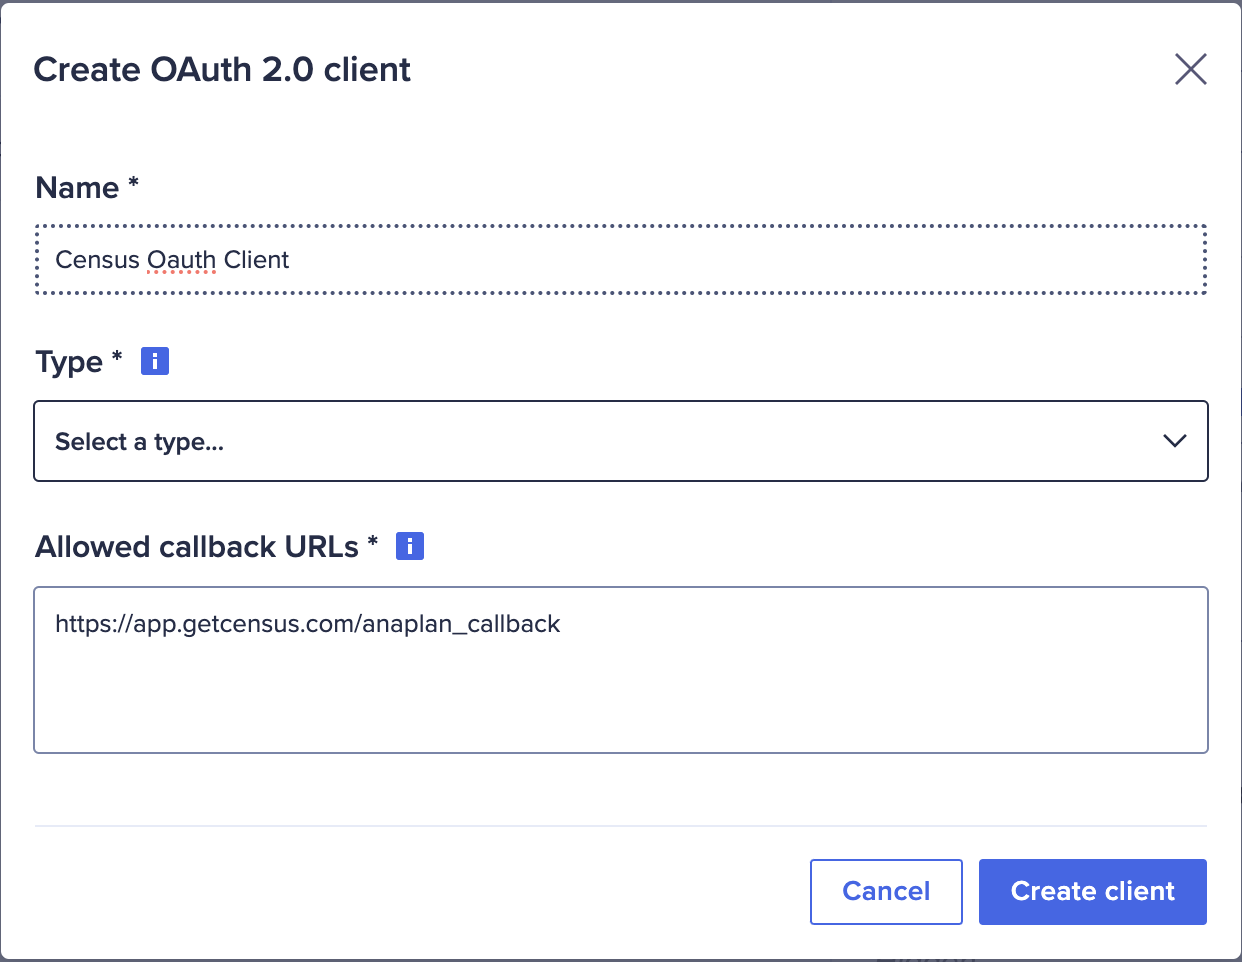 Create OAuth 2.0 client
Name *
Census Oauth Client
Type * i
Select a type...
Allowed callback URLs * i
https://app.getcensus.com/anaplan_callback
Cancel Create client